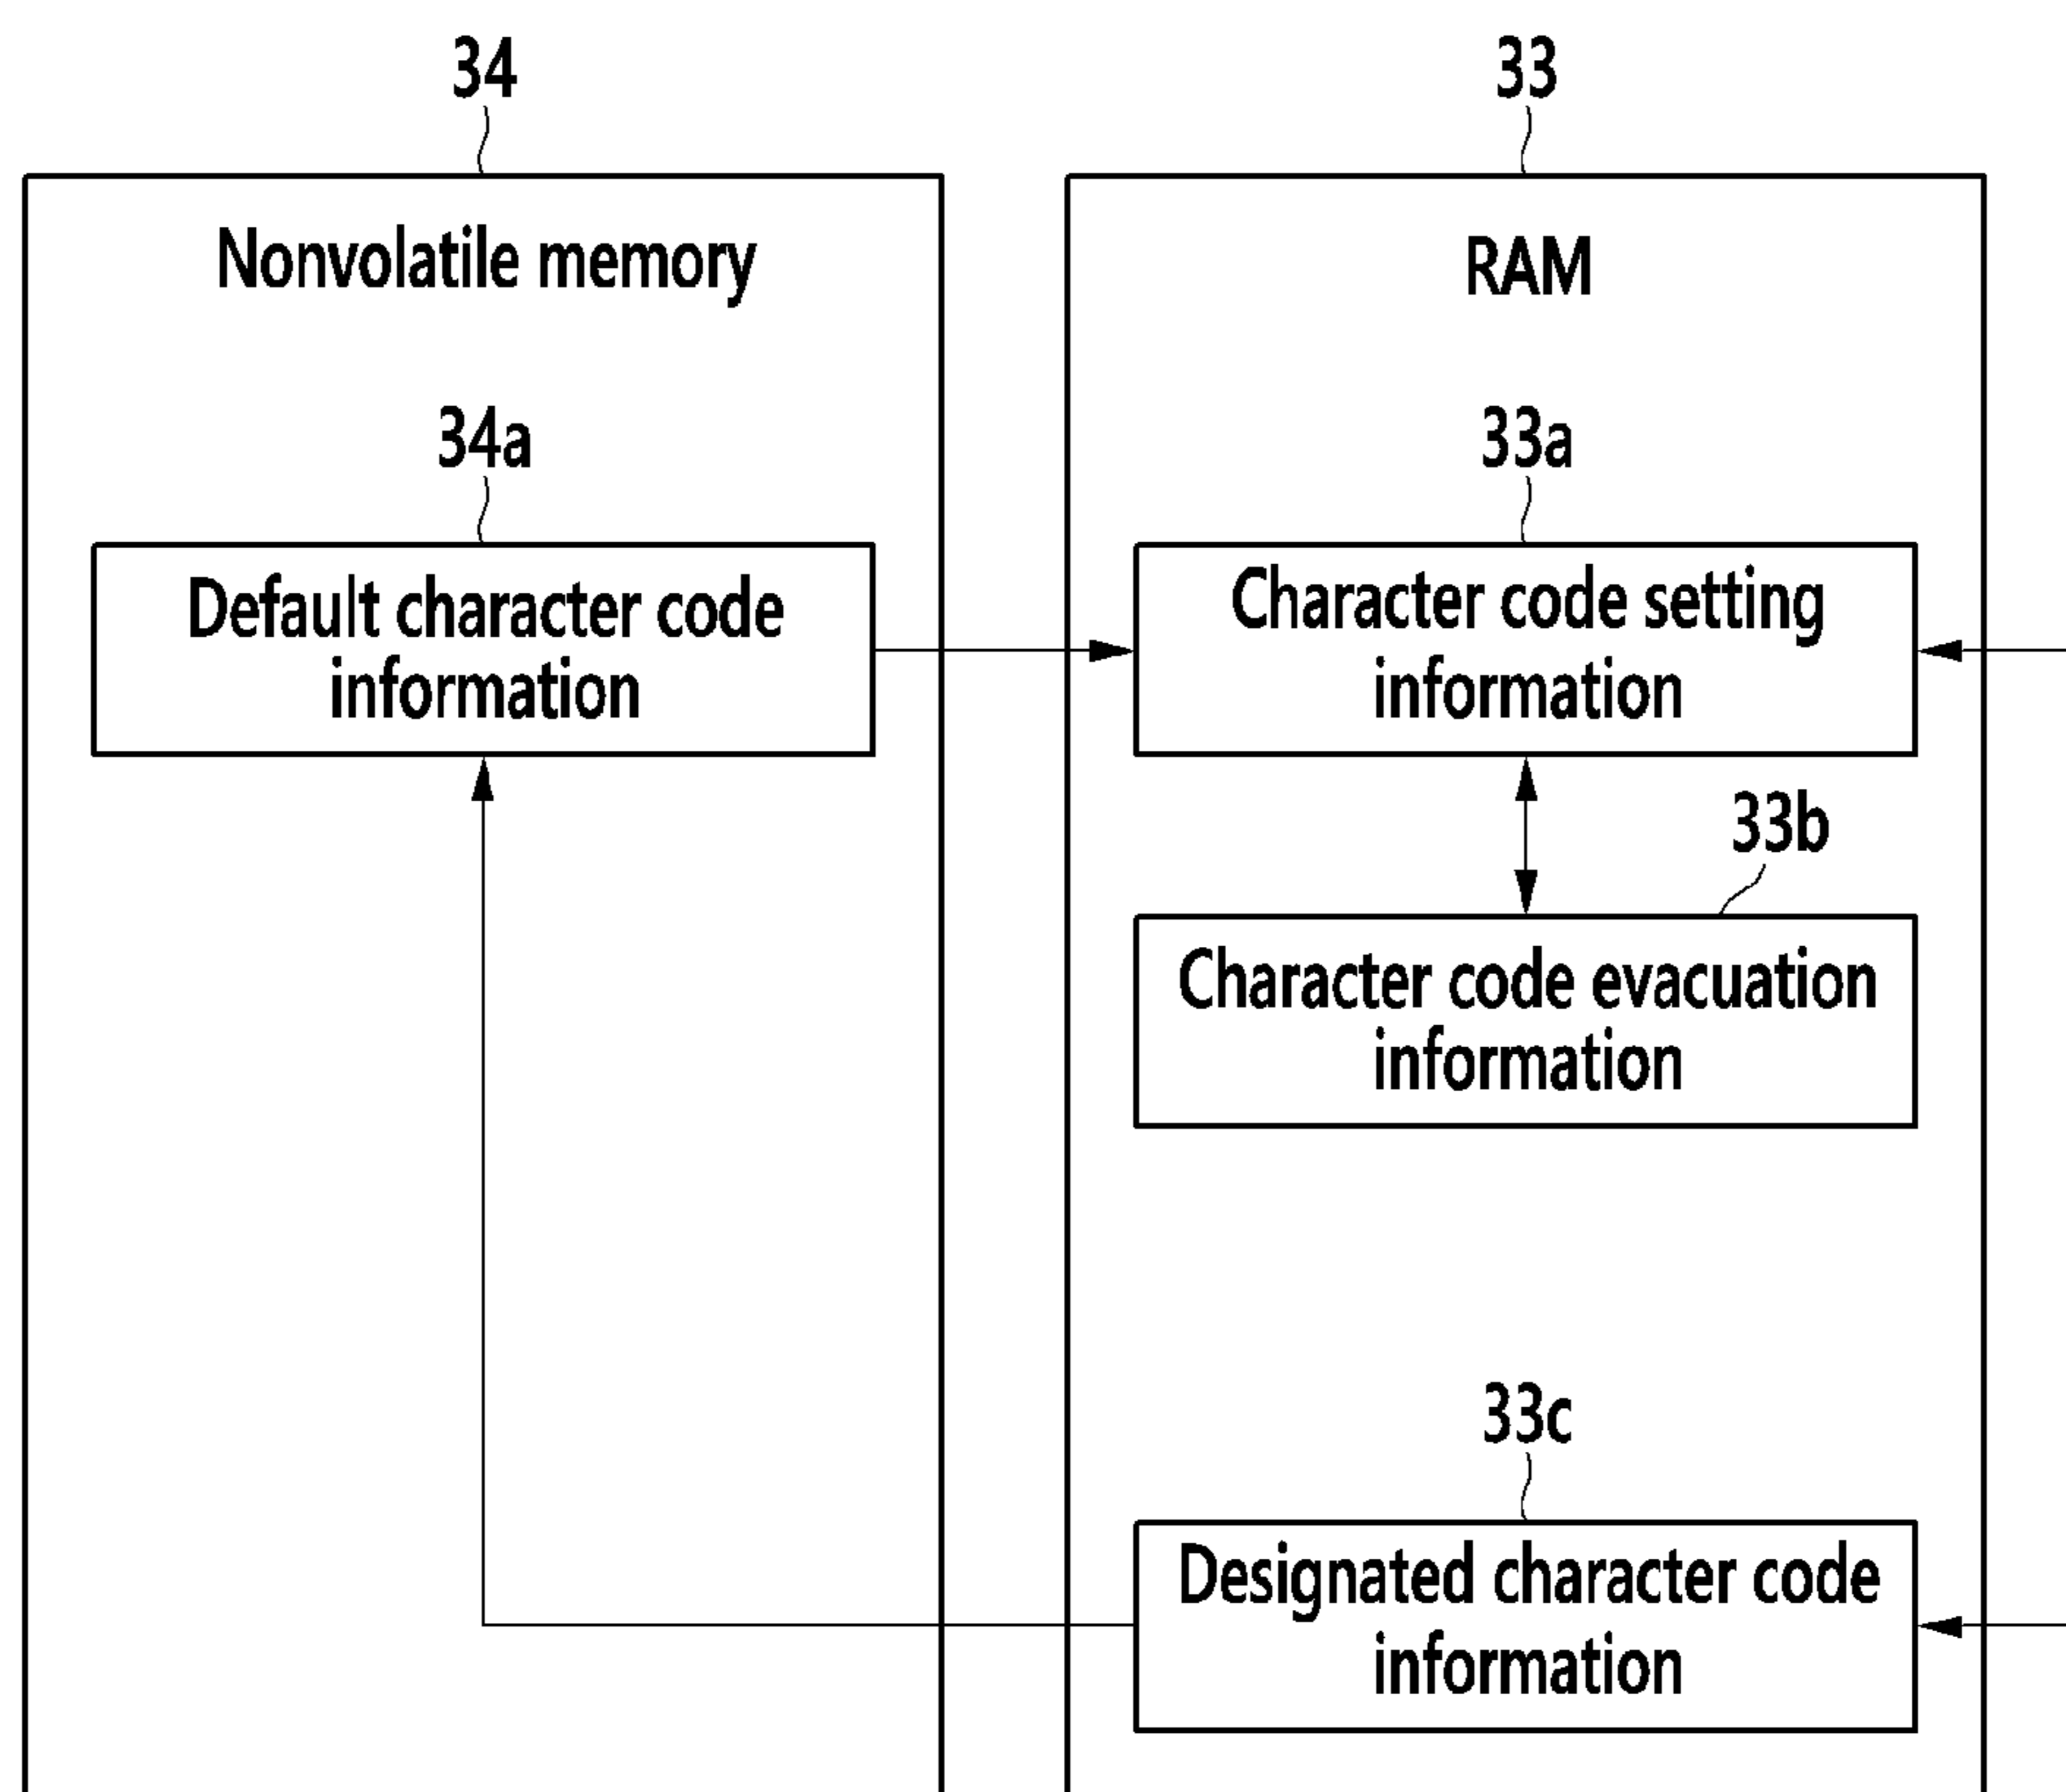 34
Nonvolatile memory
34a
Default character code
information
33
RAM
33a
Character code setting
information
33b
Character code evacuation
information
33c
Designated character code
information